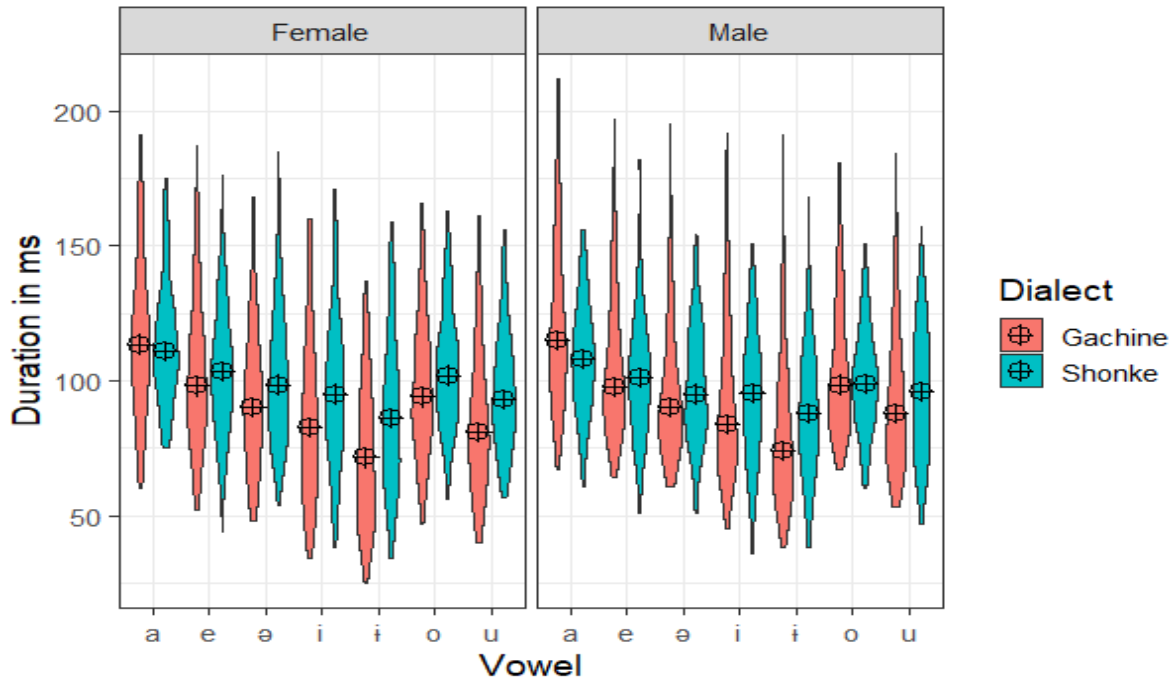 Female Male
Duration in ms
200
150
100
50
a e ə i ɨ o u a e ə i ɨ o u
Vowel
Dialect
Gachine
Shonke